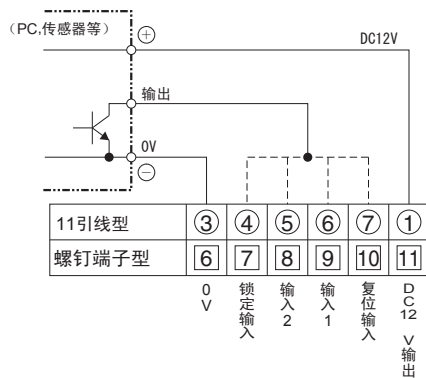 （PC,传感器等）
⊕
DC12V
输出
0V
⊖
11引线型 ③ ④ ⑤ ⑥ ⑦ ①
螺钉端子型 6 7 8 9 10 11
0V
锁定输入
输入2
输入1
复位输入
DC12V输出